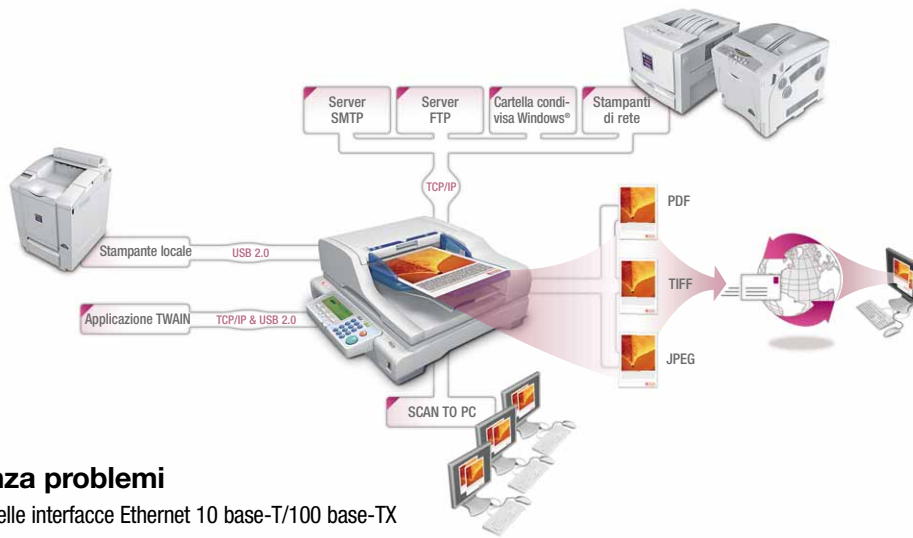 Server
SMTP
Server
FTP
Cartella condi-
visa Windows®
Stampanti
di rete
TCP/IP
PDF
Stampante locale
USB 2.0
TIFF
Applicazione TWAIN
TCP/IP & USB 2.0
JPEG
SCAN TO PC
problemi
interfacce Ethernet 10 base-T/100 base-TX